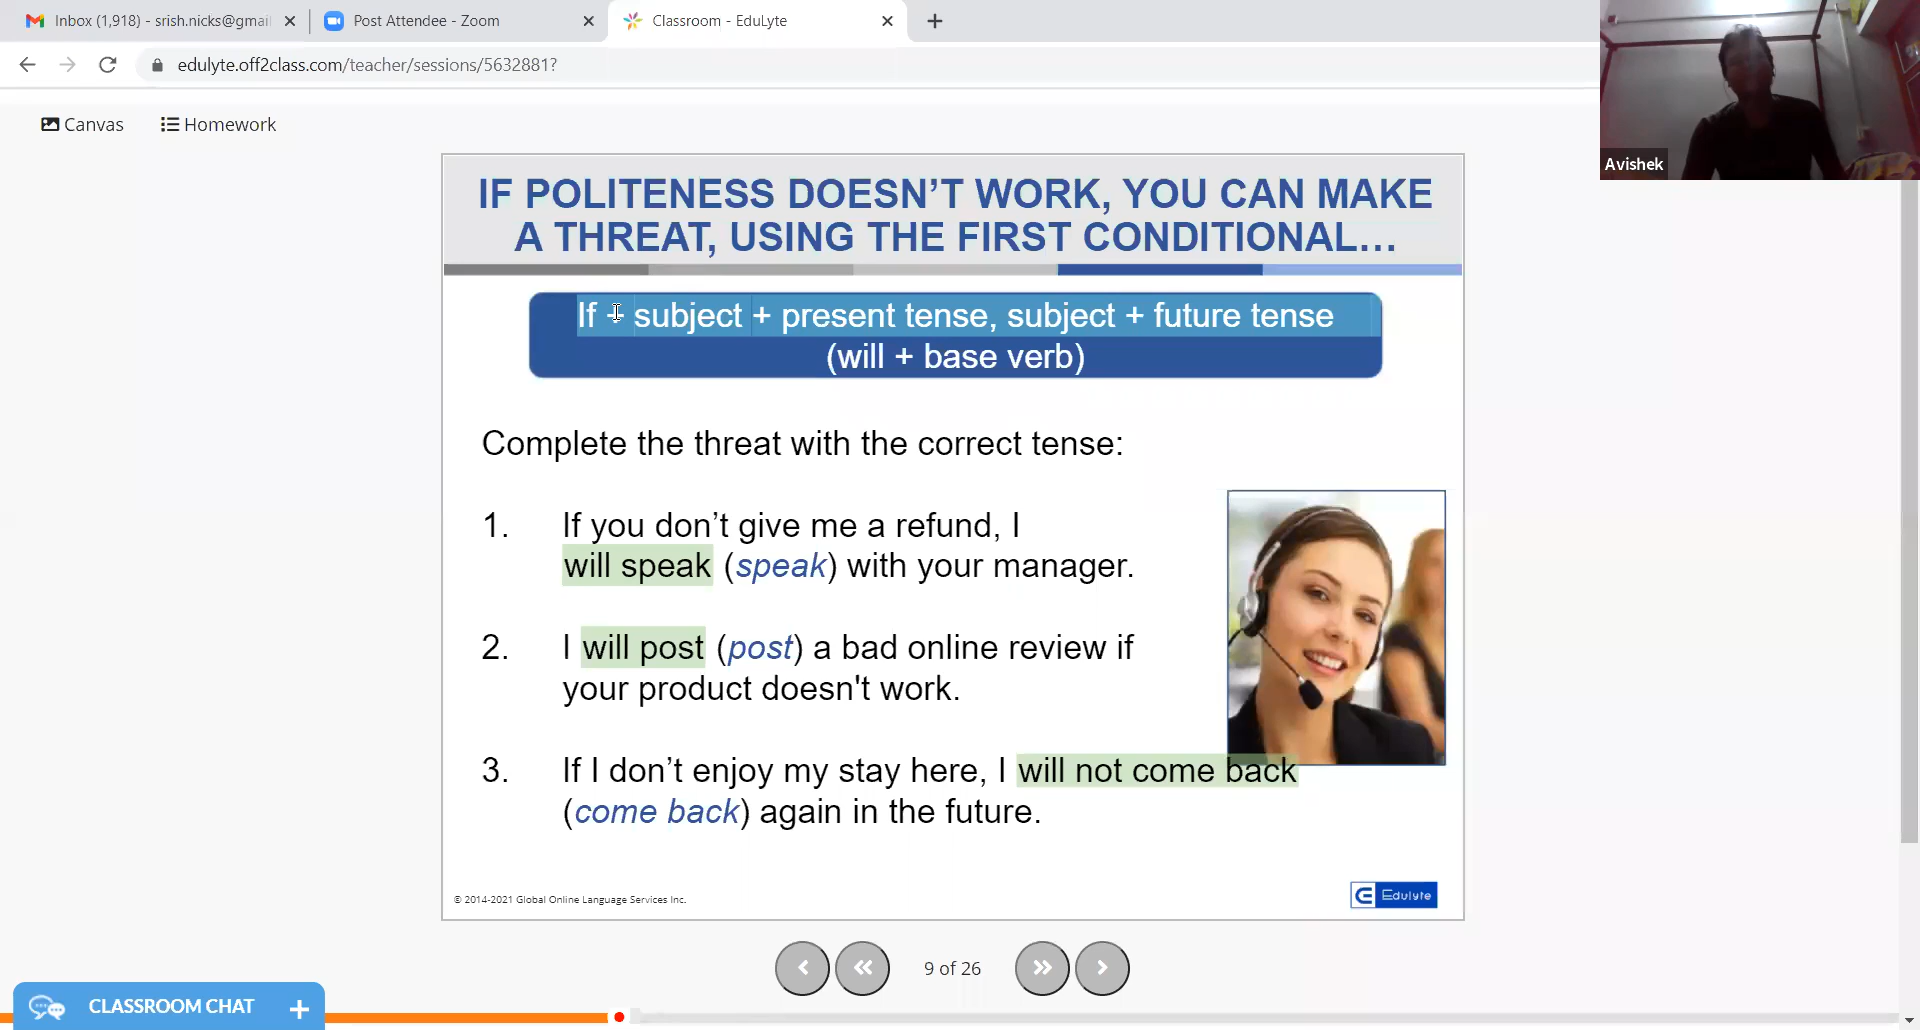 Inbox (1,918) - srish.nicks@gmai
Post Attendee - Zoom
Classroom - EduLyte
edulyte.off2class.com/teacher/sessions/5632881?
Avishek
Canvas
Homework
IF POLITENESS DOESN’T WORK, YOU CAN MAKE
A THREAT, USING THE FIRST CONDITIONAL…
If + subject + present tense, subject + future tense
(will + base verb)
Complete the threat with the correct tense:
1. If you don’t give me a refund, I
will speak (speak) with your manager.
2. I will post (post) a bad online review if
your product doesn't work.
3. If I don’t enjoy my stay here, I will not come back
(come back) again in the future.
© 2014-2021 Global Online Language Services Inc.
Edulyte
9 of 26
CLASSROOM CHAT +